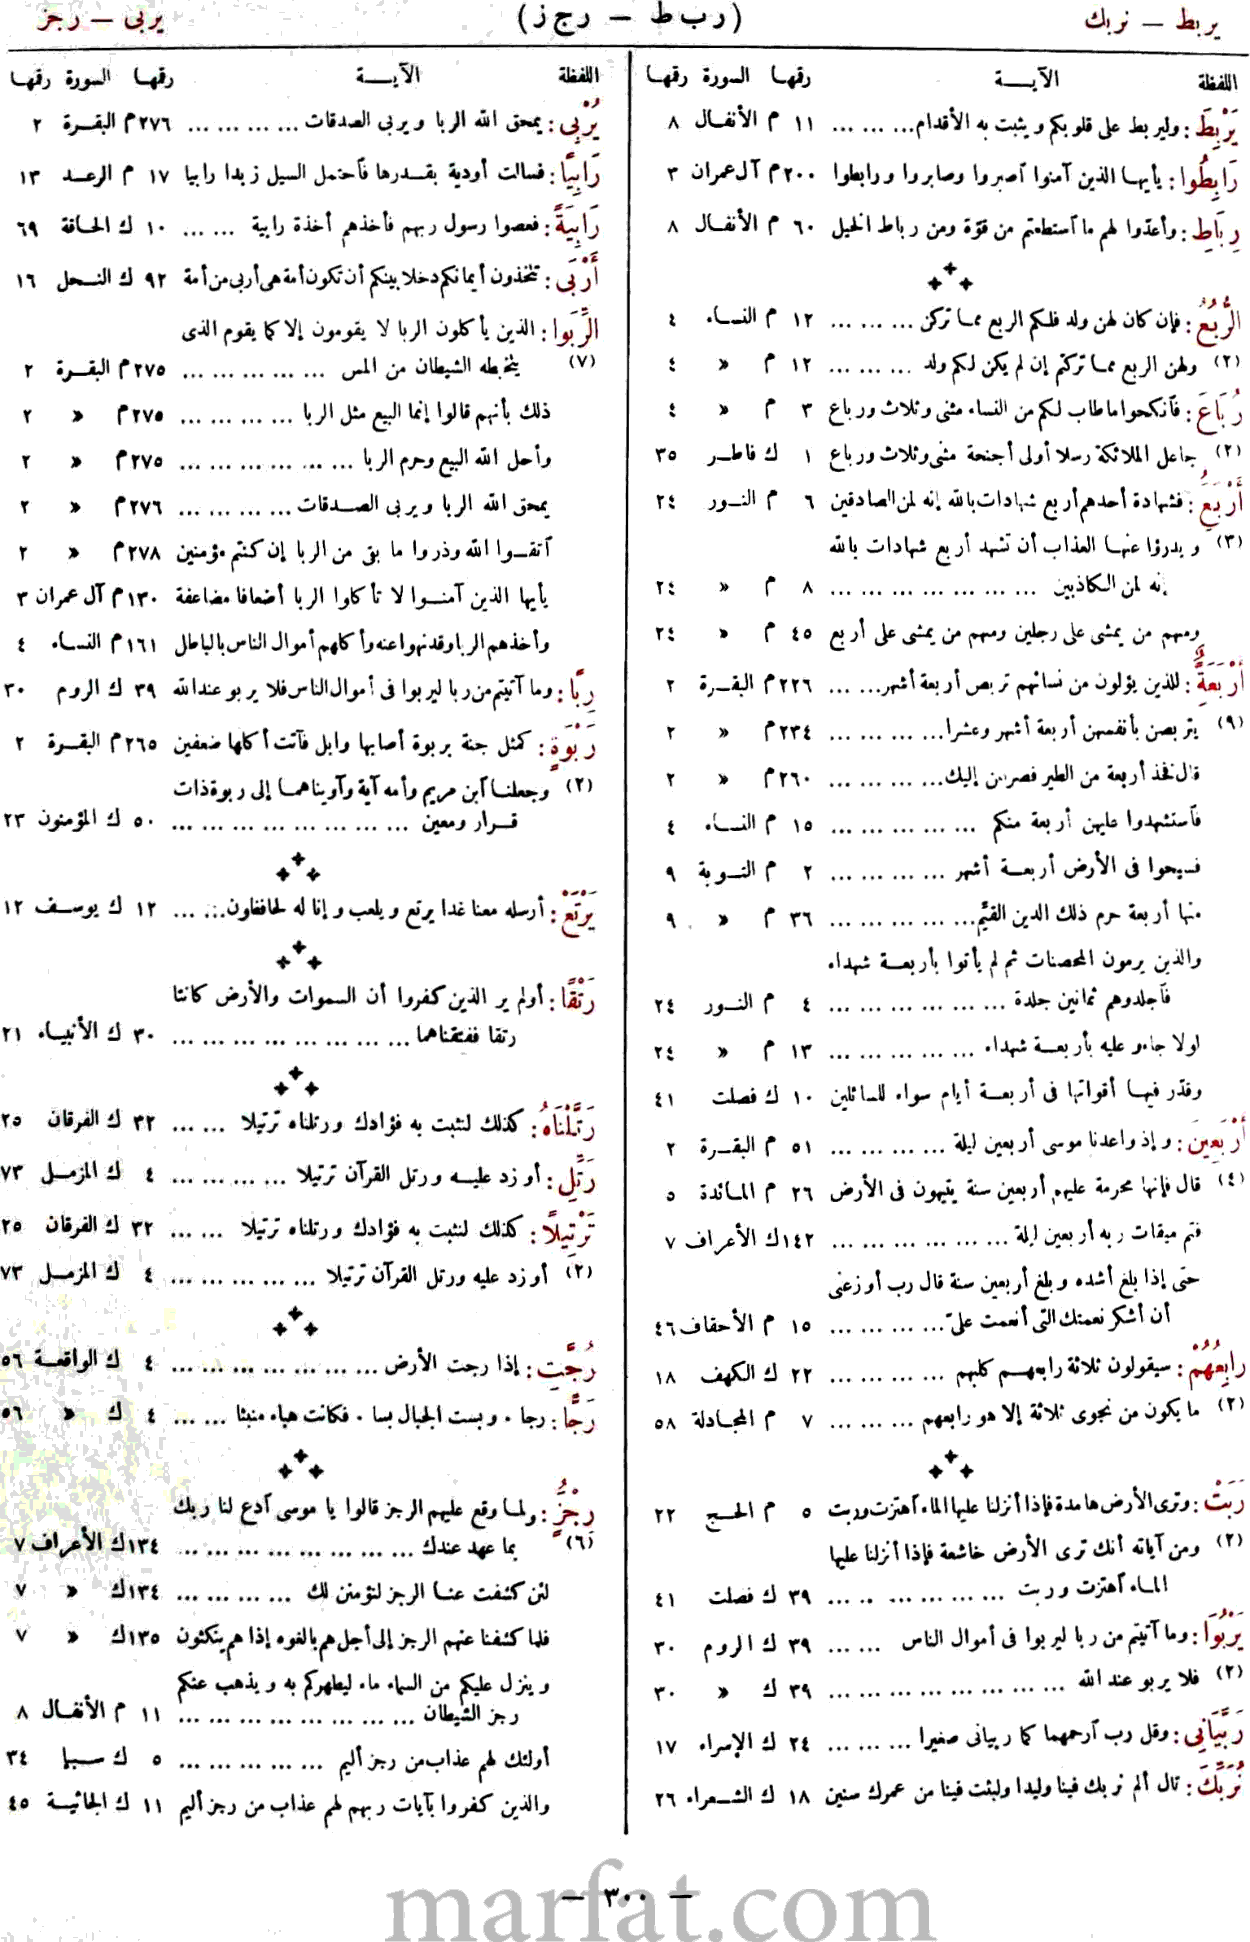 يربط — نربك
(ر ب ط — ر ج ز)
يربى — رجز
اللفظة الآيــة رقها السورة رقها
يَرْبِطَ : وليربط على قلوبكم ويثبت به الأقدام... ... ... ١١ م الأنفال ٨
رَابِطُوا : يأيها الذين آمنوا آصبروا وصابروا ورابطوا ٢٠٠ م آل عمران ٣
رِبَاطِ : وأعدّوا لهم ما آستطعتم من قوّة ومن رباط الخيل ٦٠ م الأنفال ٨
الرُّبُعُ : فإن كان لهن ولد فلكم الربع مما تركن ... ... ... ١٢ م النساء ٤
(٢) ولهن الربع مما تركتم إن لم يكن لكم ولد ... ... ... ١٢ م » ٤
رُبَاعَ : فآنكحوا ما طاب لكم من النساء مثنى وثلاث ورباع ٣ م » ٤
(٢) جاعل الملائكة رسلا أولى أجنحة مثنى وثلاث ورباع ١ ك فاطر ٣٥
أَرْبَعُ : فشهادة أحدهم أربع شهادات بالله إنه لمن الصادقين ٦ م النور ٢٤
(٣) ويدرؤا عنها العذاب أن تشهد أربع شهادات بالله
إنه لمن الكاذبين ... ... ... ... ... ... ... ٨ م » ٢٤
ومنهم من يمشى على رجلين ومنهم من يمشى على أربع ٤٥ م » ٢٤
أَرْبَعَةُ : للذين يؤلون من نسائهم تربص أربعة أشهر... ... ... ٢٢٦ م البقرة ٢
(٩) يتربصن بأنفسهن أربعة أشهر وعشرا... ... ... ... ٢٣٤ م » ٢
قال فخذ أربعة من الطير فصرهن إليك... ... ... ... ٢٦٠ م » ٢
فآستشهدوا عليهن أربعة منكم ... ... ... ... ... ١٥ م النساء ٤
فسيحوا فى الأرض أربعة أشهر ... ... ... ... ٢ م التوبة ٩
منها أربعة حرم ذلك الدين القيّم... ... ... ... ... ٣٦ م » ٩
والذين يرمون المحصنات ثم لم يأتوا بأربعة شهداء
فآجلدوهم ثمانين جلدة ... ... ... ... ... ... ٤ م النور ٢٤
لولا جاءو عليه بأربعة شهداء ... ... ... ... ... ١٣ م » ٢٤
وقدّر فيها أقواتها فى أربعة أيام سواء للسائلين ١٠ ك فصلت ٤١
أَرْبَعِينَ : وإذ واعدنا موسى أربعين ليلة ... ... ... ... ٥١ م البقرة ٢
(٤) قال فإنها محرمة عليهم أربعين سنة يتيهون فى الأرض ٢٦ م المائدة ٥
فتم ميقات ربه أربعين ليلة ... ... ... ... ... ... ١٤٢ ك الأعراف ٧
حتى إذا بلغ أشده وبلغ أربعين سنة قال رب أوزعنى
أن أشكر نعمتك التى أنعمت علىّ... ... ... ... ١٥ م الأحقاف ٤٦
رابِعُهُمْ : سيقولون ثلاثة رابعهم كلبهم ... ... ... ... ٢٢ ك الكهف ١٨
(٢) ما يكون من نجوى ثلاثة إلا هو رابعهم ... ... ... ٧ م المجادلة ٥٨
رَبَتْ : وترى الأرض هامدة فإذا أنزلنا عليها الماء آهتزت وربت ٥ م الحج ٢٢
(٢) ومن آياته أنك ترى الأرض خاشعة فإذا أنزلنا عليها
الماء آهتزت وربت ... ... ... ... ... ... ٣٩ ك فصلت ٤١
يَرْبُوَا : وما آتيتم من ربا ليربوا فى أموال الناس ... ... ٣٩ ك الروم ٣٠
(٢) فلا يربو عند الله ... ... ... ... ... ... ... ... ٣٩ ك » ٣٠
رَبَّيَانِي : وقل رب آرحمهما كما ربيانى صغيرا ... ... ... ٢٤ ك الإسراء ١٧
نُرَبِّكَ : قال ألم نربك فينا وليدا ولبثت فينا من عمرك سنين ١٨ ك الشعراء ٢٦
اللفظة الآيــة رقها السورة رقها
يُرْبِى : يمحق الله الربا ويربى الصدقات ... ... ... ... ٢٧٦ م البقرة ٢
رَابِيًا : فسالت أودية بقدرها فآحتمل السيل زبدا رابيا ١٧ م الرعد ١٣
رَابِيَةً : فعصوا رسول ربهم فأخذهم أخذة رابية ... ... ١٠ ك الحاقة ٦٩
أَرْبَى : تتخذون أيمانكم دخلا بينكم أن تكون أمة هى أربى من أمة ٩٢ ك النحل ١٦
الرِّبَوا : الذين يأكلون الربا لا يقومون إلا كما يقوم الذى
(٧) يتخبطه الشيطان من المس ... ... ... ... ... ... ٢٧٥ م البقرة ٢
ذلك بأنهم قالوا إنما البيع مثل الربا ... ... ... ... ٢٧٥ م » ٢
وأحل الله البيع وحرم الربا ... ... ... ... ... ... ٢٧٥ م » ٢
يمحق الله الربا ويربى الصدقات ... ... ... ... ٢٧٦ م » ٢
آتقوا الله وذروا ما بقى من الربا إن كنتم مؤمنين ٢٧٨ م » ٢
يأيها الذين آمنوا لا تأكلوا الربا أضعافا مضاعفة ١٣٠ م آل عمران ٣
وأخذهم الربا وقد نهوا عنه وأكلهم أموال الناس بالباطل ١٦١ م النساء ٤
رِبًّا : وما آتيتم من ربا ليربوا فى أموال الناس فلا يربو عند الله ٣٩ ك الروم ٣٠
رَبْوَةٍ : كمثل جنة بربوة أصابها وابل فآتت أكلها ضعفين ٢٦٥ م البقرة ٢
(٢) وجعلنا آبن مريم وأمه آية وآويناهما إلى ربوة ذات
قرار ومعين ... ... ... ... ... ... ... ... ٥٠ ك المؤمنون ٢٣
يَرْتَعْ : أرسله معنا غدا يرتع ويلعب وإنا له لحافظون... ... ١٢ ك يوسف ١٢
رَتْقًا : أولم ير الذين كفروا أن السموات والأرض كانتا
رتقا ففتقناهما ... ... ... ... ... ... ... ... ٣٠ ك الأنبياء ٢١
رَتَّلْنَاهُ : كذلك لنثبت به فؤادك ورتلناه ترتيلا ... ... ٣٢ ك الفرقان ٢٥
رَتِّلِ : أو زد عليه ورتل القرآن ترتيلا ... ... ... ... ٤ ك المزمل ٧٣
تَرْتِيلًا : كذلك لنثبت به فؤادك ورتلناه ترتيلا ... ... ٣٢ ك الفرقان ٢٥
(٢) أو زد عليه ورتل القرآن ترتيلا ... ... ... ... ... ٤ ك المزمل ٧٣
رُجَّتِ : إذا رجت الأرض ... ... ... ... ... ... ... ٤ ك الواقعة ٥٦
رَجًّا : رجا . وبست الجبال بسا . فكانت هباء منبثا ... ... ٤ ك » ٥٦
رِجْزٌ : ولما وقع عليهم الرجز قالوا يا موسى آدع لنا ربك
(٦) بما عهد عندك ... ... ... ... ... ... ... ... ١٣٤ ك الأعراف ٧
لئن كشفت عنا الرجز لنؤمنن لك ... ... ... ... ١٣٤ ك » ٧
فلما كشفنا عنهم الرجز إلى أجل هم بالغوه إذا هم ينكثون ١٣٥ ك » ٧
وينزل عليكم من السماء ماء ليطهركم به ويذهب عنكم
رجز الشيطان ... ... ... ... ... ... ... ... ١١ م الأنفال ٨
أولئك لهم عذاب من رجز أليم ... ... ... ... ... ٥ ك سبإ ٣٤
والذين كفروا بآيات ربهم لهم عذاب من رجز أليم ١١ ك الجاثية ٤٥
— ٣٠٠ —
marfat.com